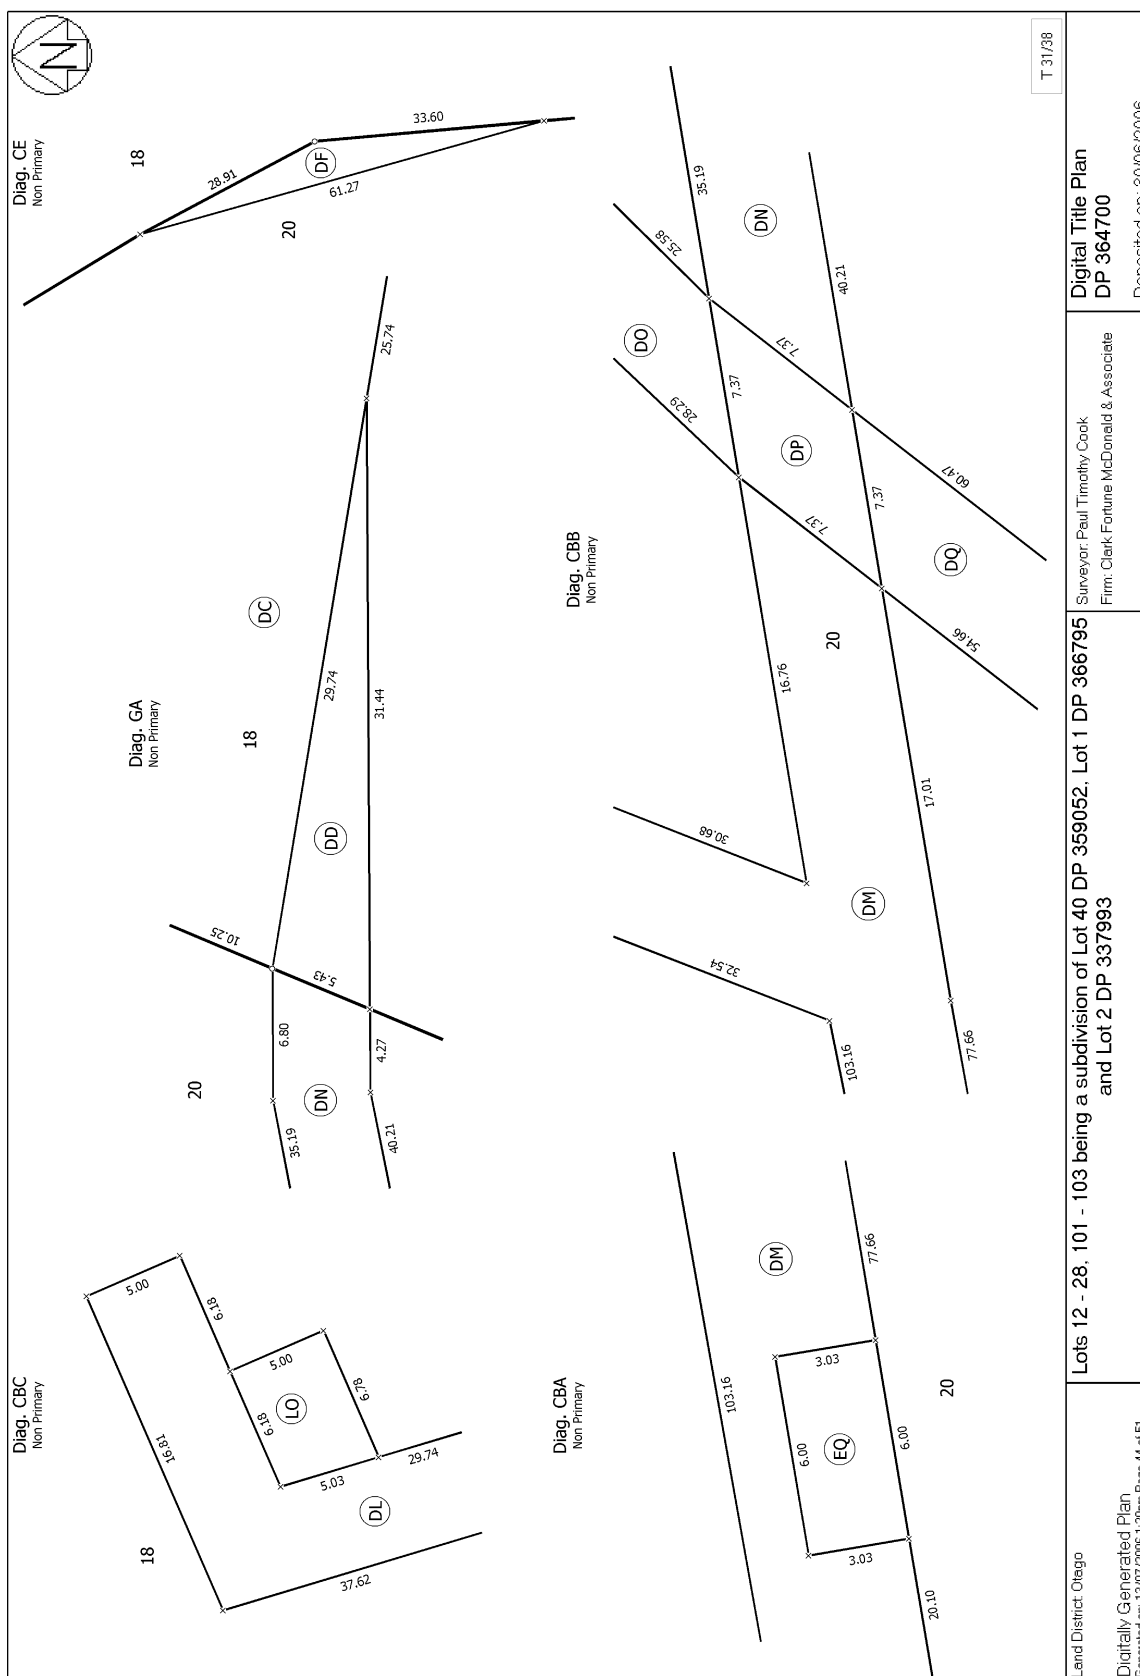 T 31/38
N
Diag. CE
Non Primary
18
28.91
33.60
DF
61.27
20
Diag. GA
Non Primary
DC
18
25.74
29.74
31.44
DD
10.25
5.43
6.80
4.27
20
DN
35.19
40.21
Diag. CBC
Non Primary
5.00
6.18
5.00
6.18
LO
6.78
5.03
29.74
16.81
DL
18
37.62
Diag. CBB
Non Primary
35.19
DN
25.58
40.21
DO
7.37
28.29
7.37
DP
60.47
7.37
7.37
DQ
54.66
20
16.76
17.01
30.68
DM
32.54
103.16
77.66
Diag. CBA
Non Primary
DM
77.66
103.16
3.03
6.00
EQ
6.00
3.03
20
20.10
Land District: Otago
Digitally Generated Plan
Lots 12 - 28, 101 - 103 being a subdivision of Lot 40 DP 359052, Lot 1 DP 366795
and Lot 2 DP 337993
Surveyor: Paul Timothy Cook
Firm: Clark Fortune McDonald & Associate
Digital Title Plan
DP 364700